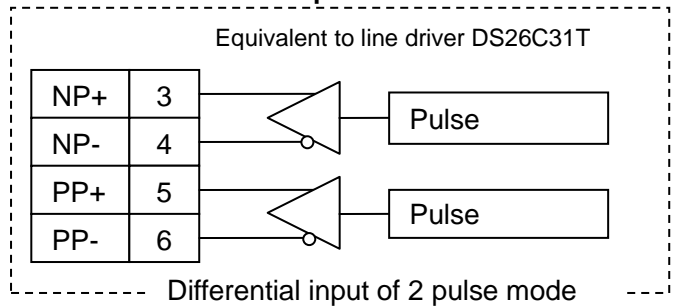 Equivalent to line driver DS26C31T
NP+ 3
NP- 4
PP+ 5
PP- 6
Pulse
Pulse
Differential input of 2 pulse mode